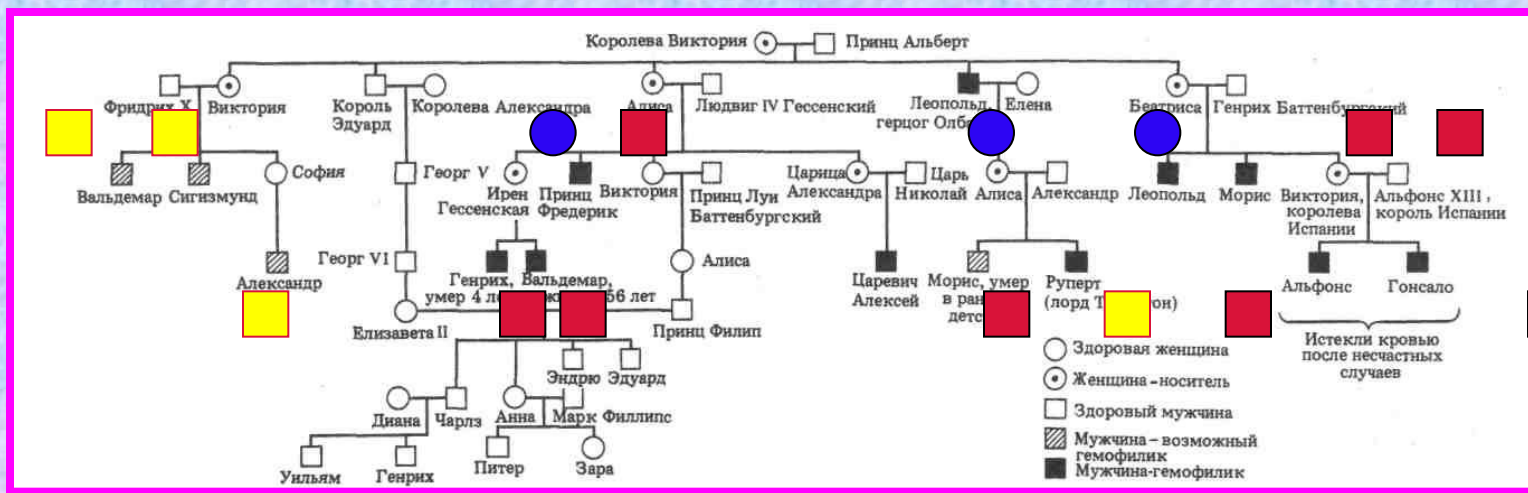 Королева Виктория
Принц Альберт
Фридрих X
Виктория
Король
Эдуард
Королева Александра
Алиса
Людвиг IV Гессенский
Леопольд,
герцог
Елена
Беатриса
Генрих Баттенбургский
Вальдемар
Сигизмунд
София
Георг V
Ирен
Гессенская
Принц
Фредерик
Виктория
Принц Луи
Баттенбургский
Царица
Александра
Царь
Николай
Алиса
Александр
Леопольд
Морис
Виктория,
королева
Испании
Альфонс XIII,
король Испании
Александр
Георг VI
Генрих,
умер 4
Вальдемар,
56 лет
Алиса
Царевич
Алексей
Морис, умер
в
Руперт
(лорд
Альфонс
Гонсало
Елизавета II
Принц Филип
Истекли кровью
после несчастных
случаев
Эндрю
Эдуард
Диана
Чарлз
Анна
Марк Филлипс
Уильям
Генрих
Питер
Зара
Здоровая женщина
Женщина-носитель
Здоровый мужчина
Мужчина-возможный
гемофилик
Мужчина-гемофилик